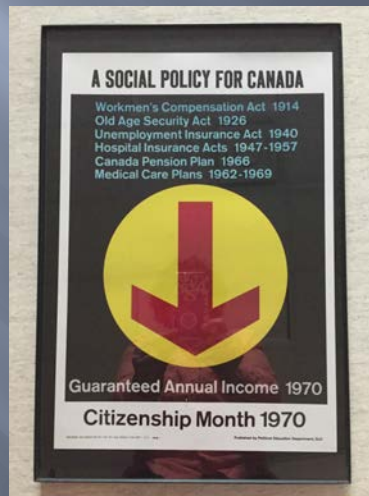 A SOCIAL POLICY FOR CANADA
Workmen's Compensation Act 1914
Old Age Security Act 1926
Unemployment Insurance Act 1940
Hospital Insurance Acts 1947-1957
Canada Pension Plan 1966
Medical Care Plans 1962-1969
Guaranteed Annual Income 1970
Citizenship Month 1970
Published by Political Education Department,